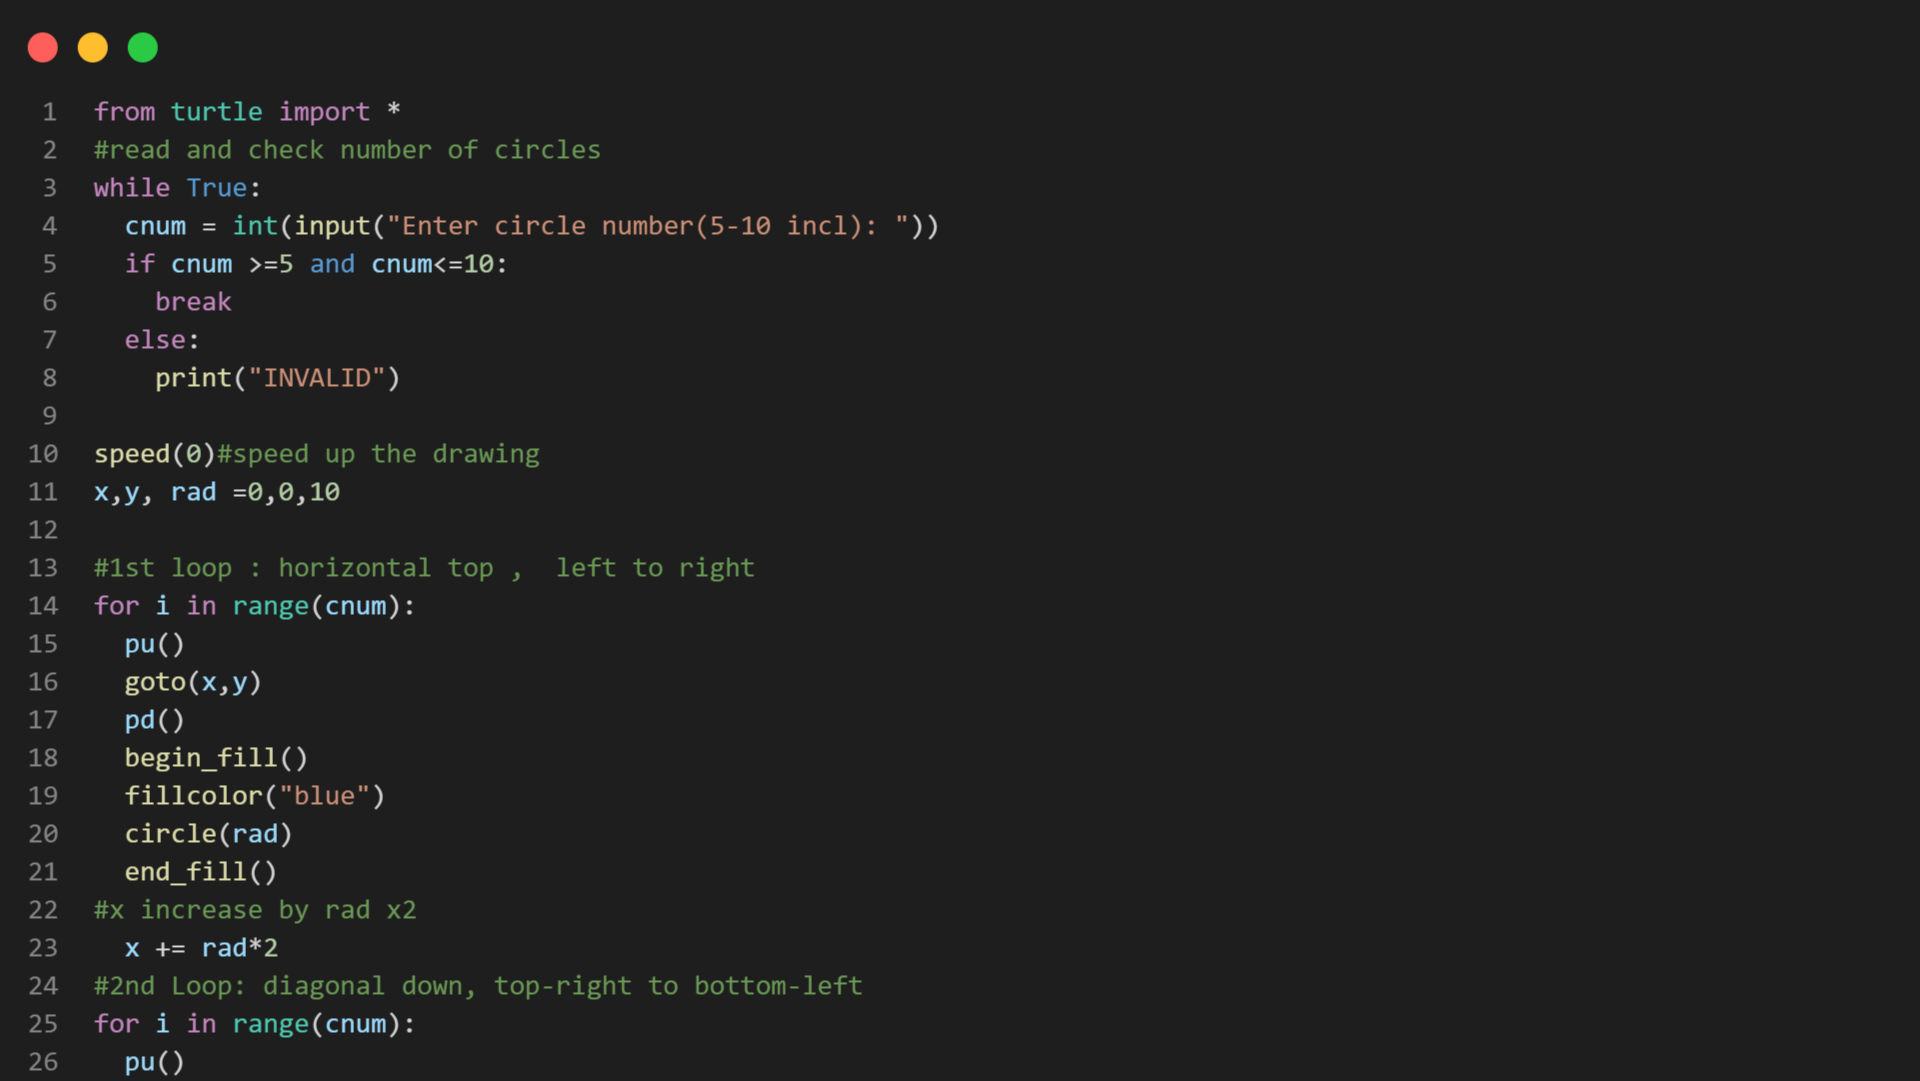 1 from turtle import *
2 #read and check number of circles
3 while True:
4   cnum = int(input("Enter circle number(5-10 incl): "))
5   if cnum >=5 and cnum<=10:
6     break
7   else:
8     print("INVALID")
9
10 speed(0)#speed up the drawing
11 x,y, rad =0,0,10
12
13 #1st loop : horizontal top ,  left to right
14 for i in range(cnum):
15   pu()
16   goto(x,y)
17   pd()
18   begin_fill()
19   fillcolor("blue")
20   circle(rad)
21   end_fill()
22 #x increase by rad x2
23   x += rad*2
24 #2nd Loop: diagonal down, top-right to bottom-left
25 for i in range(cnum):
26   pu()